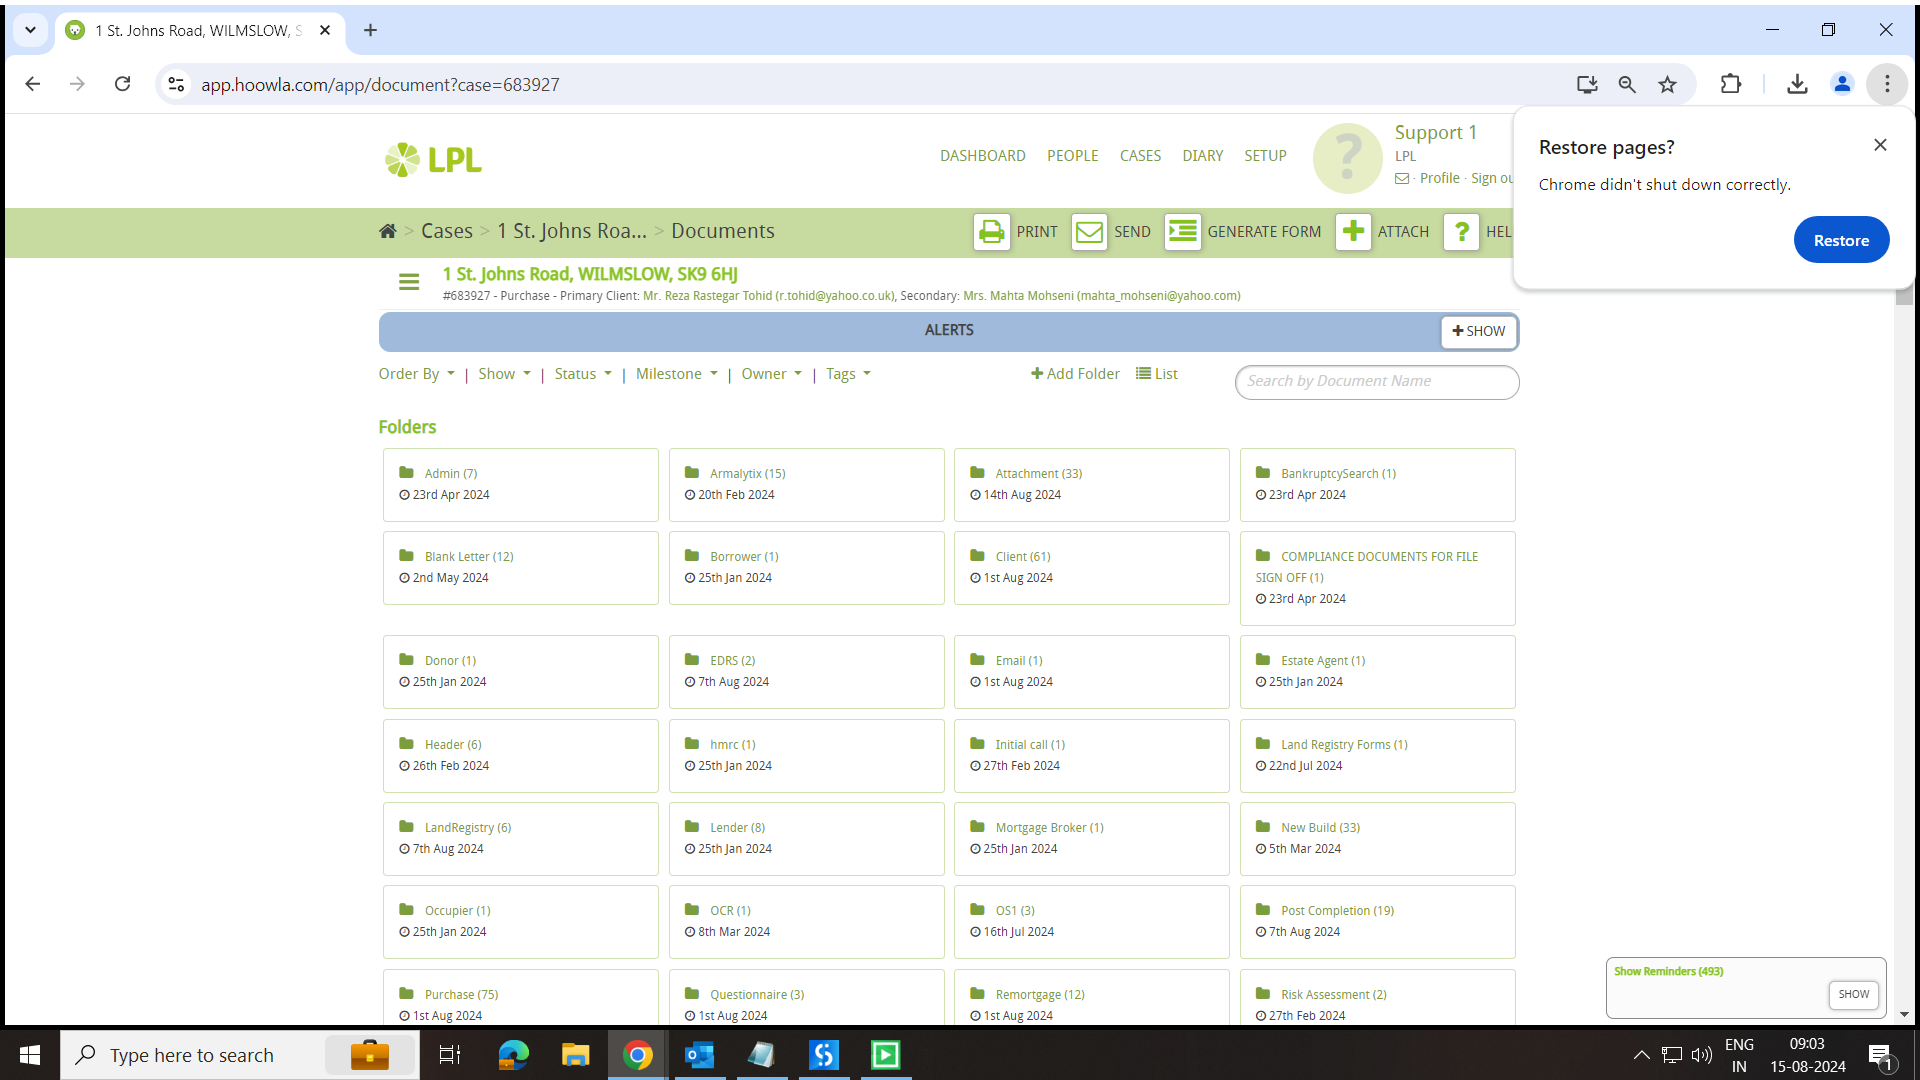 1 St. Johns Road, WILMSLOW, S
app.hoowla.com/app/document?case=683927
Restore pages?
Chrome didn't shut down correctly.
Restore
LPL
DASHBOARD PEOPLE CASES DIARY SETUP
?
Support 1
LPL
· Profile · Sign ou
> Cases > 1 St. Johns Roa... > Documents
PRINT SEND GENERATE FORM ATTACH ? HEL
1 St. Johns Road, WILMSLOW, SK9 6HJ
#683927 - Purchase - Primary Client: Mr. Reza Rastegar Tohid (r.tohid@yahoo.co.uk), Secondary: Mrs. Mahta Mohseni (mahta_mohseni@yahoo.com)
ALERTS
SHOW
Order By | Show | Status | Milestone | Owner | Tags
Add Folder List
Search by Document Name
Folders
Admin (7)
23rd Apr 2024
Armalytix (15)
20th Feb 2024
Attachment (33)
14th Aug 2024
BankruptcySearch (1)
23rd Apr 2024
Blank Letter (12)
2nd May 2024
Borrower (1)
25th Jan 2024
Client (61)
1st Aug 2024
COMPLIANCE DOCUMENTS FOR FILE
SIGN OFF (1)
23rd Apr 2024
Donor (1)
25th Jan 2024
EDRS (2)
7th Aug 2024
Email (1)
1st Aug 2024
Estate Agent (1)
25th Jan 2024
Header (6)
26th Feb 2024
hmrc (1)
25th Jan 2024
Initial call (1)
27th Feb 2024
Land Registry Forms (1)
22nd Jul 2024
LandRegistry (6)
7th Aug 2024
Lender (8)
25th Jan 2024
Mortgage Broker (1)
25th Jan 2024
New Build (33)
5th Mar 2024
Occupier (1)
25th Jan 2024
OCR (1)
8th Mar 2024
OS1 (3)
16th Jul 2024
Post Completion (19)
7th Aug 2024
Purchase (75)
1st Aug 2024
Questionnaire (3)
1st Aug 2024
Remortgage (12)
1st Aug 2024
Risk Assessment (2)
27th Feb 2024
Show Reminders (493)
SHOW
Type here to search
ENG
IN
09:03
15-08-2024
1